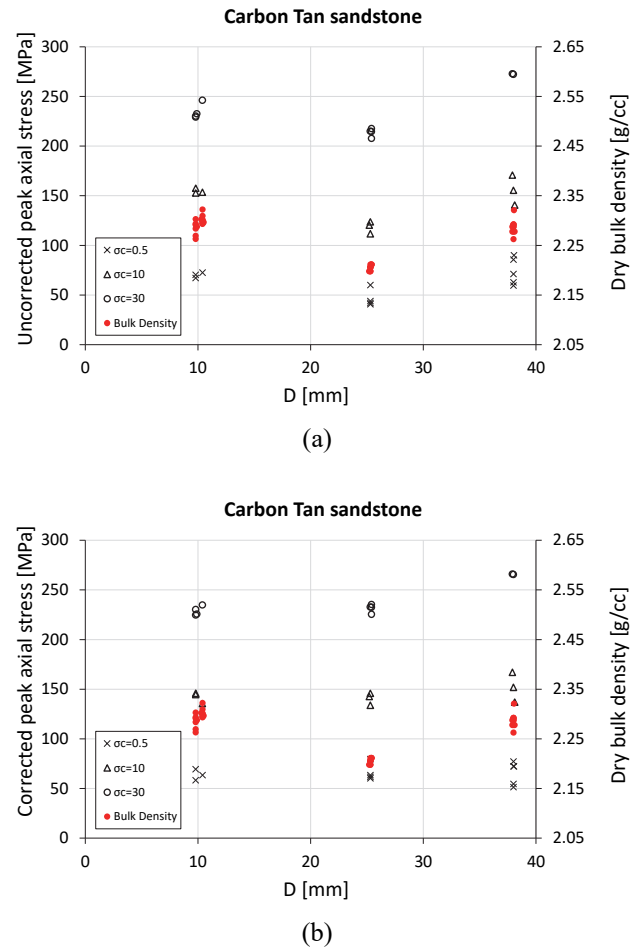 Carbon Tan sandstone
Uncorrected peak axial stress [MPa]
300
250
200
150
100
50
0
2.65
2.55
2.45
2.35
2.25
2.15
2.05
Dry bulk density [g/cc]
σc=0.5
σc=10
σc=30
Bulk Density
0 10 20 30 40
D [mm]
(a)
Carbon Tan sandstone
Corrected peak axial stress [MPa]
300
250
200
150
100
50
0
2.65
2.55
2.45
2.35
2.25
2.15
2.05
Dry bulk density [g/cc]
σc=0.5
σc=10
σc=30
Bulk Density
0 10 20 30 40
D [mm]
(b)